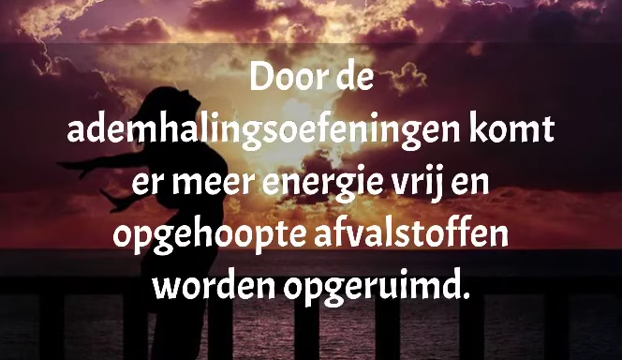 Door de
ademhalingsoefeningen komt
er meer energie vrij en
opgehoopte afvalstoffen
worden opgeruimd.